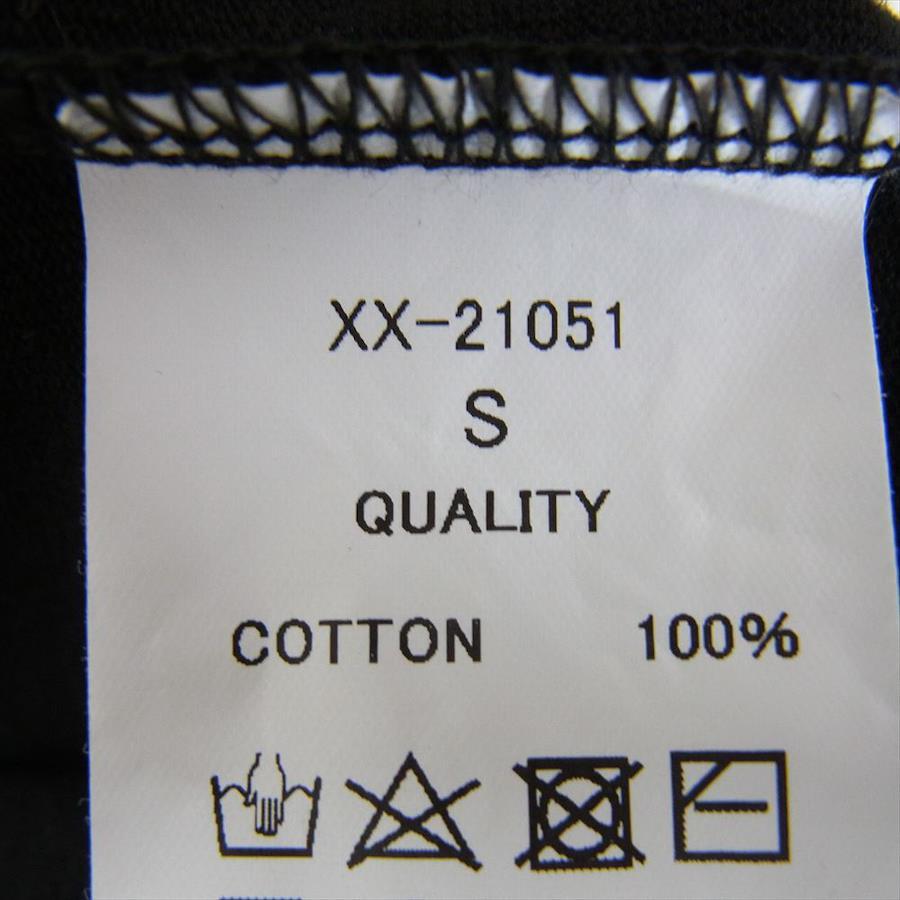 XX-21051
S
QUALITY
COTTON 100%